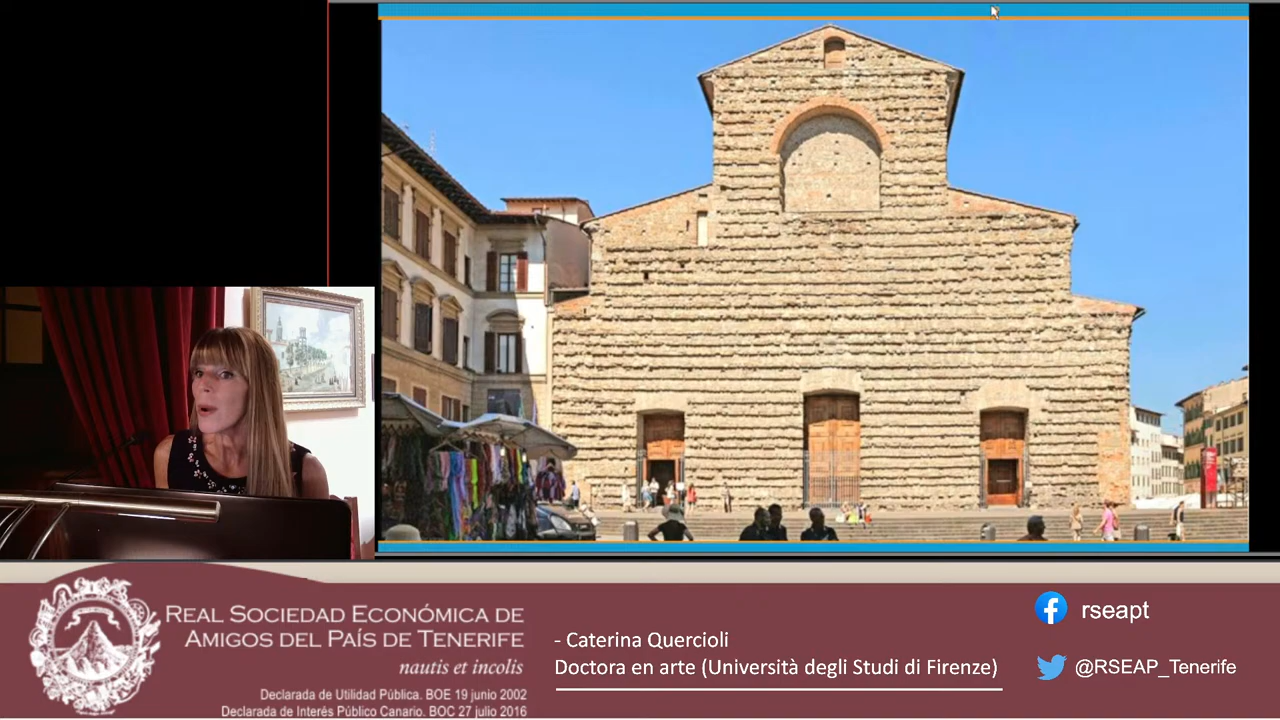 REAL SOCIEDAD ECONÓMICA DE
AMIGOS DEL PAÍS DE TENERIFE
nautis et incolis
Declarada de Utilidad Pública. BOE 19 junio 2002
Declarada de Interés Público Canario. BOC 27 julio 2016
- Caterina Quercioli
Doctora en arte (Università degli Studi di Firenze)
rseapt
@RSEAP_Tenerife